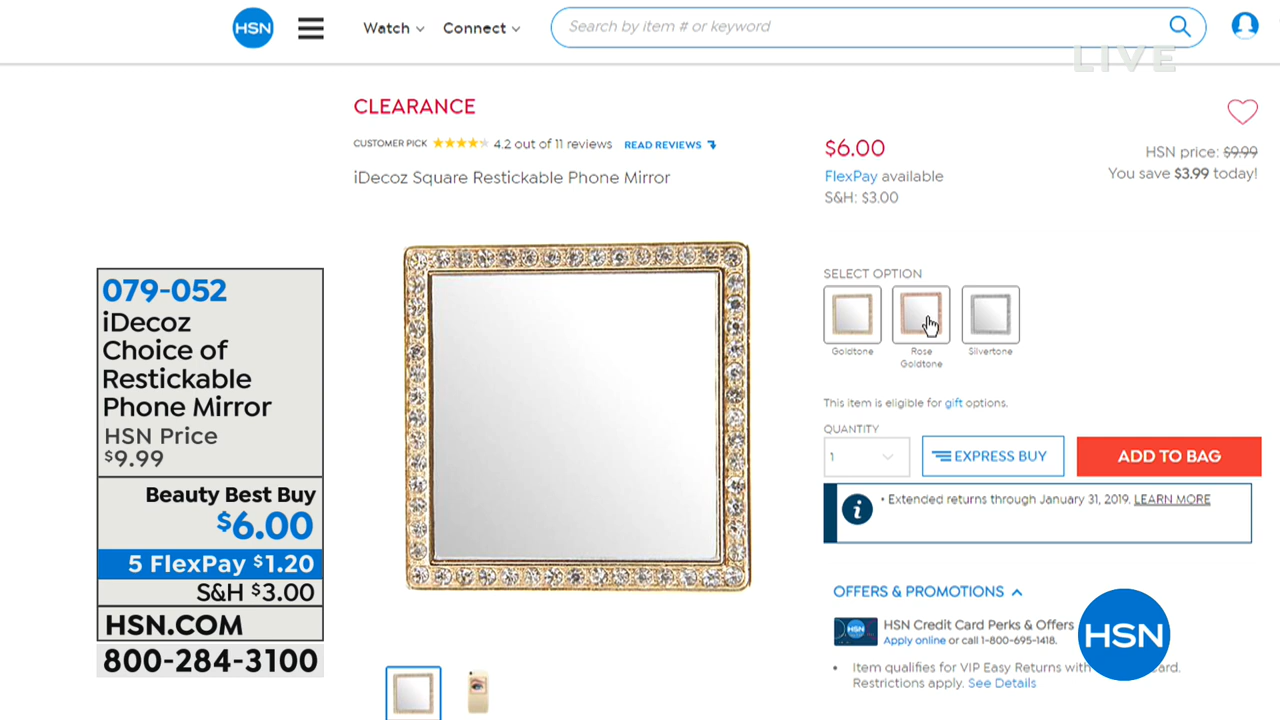 HSN
Watch
Connect
Search by item # or keyword
LIVE
CLEARANCE
CUSTOMER PICK 4.2 out of 11 reviews READ REVIEWS
iDecoz Square Restickable Phone Mirror
$6.00
FlexPay available
S&H: $3.00
HSN price: $9.99
You save $3.99 today!
SELECT OPTION
Goldtone
Rose
Goldtone
Silvertone
This item is eligible for gift options.
QUANTITY
1
EXPRESS BUY
ADD TO BAG
i
• Extended returns through January 31, 2019. LEARN MORE
OFFERS & PROMOTIONS
HSN
HSN Credit Card Perks & Offers
Apply online or call 1-800-695-1418.
• Item qualifies for VIP Easy Returns with ard.
Restrictions apply. See Details
HSN
079-052
iDecoz
Choice of
Restickable
Phone Mirror
HSN Price
$9.99
Beauty Best Buy
$6.00
5 FlexPay $1.20
S&H $3.00
HSN.COM
800-284-3100